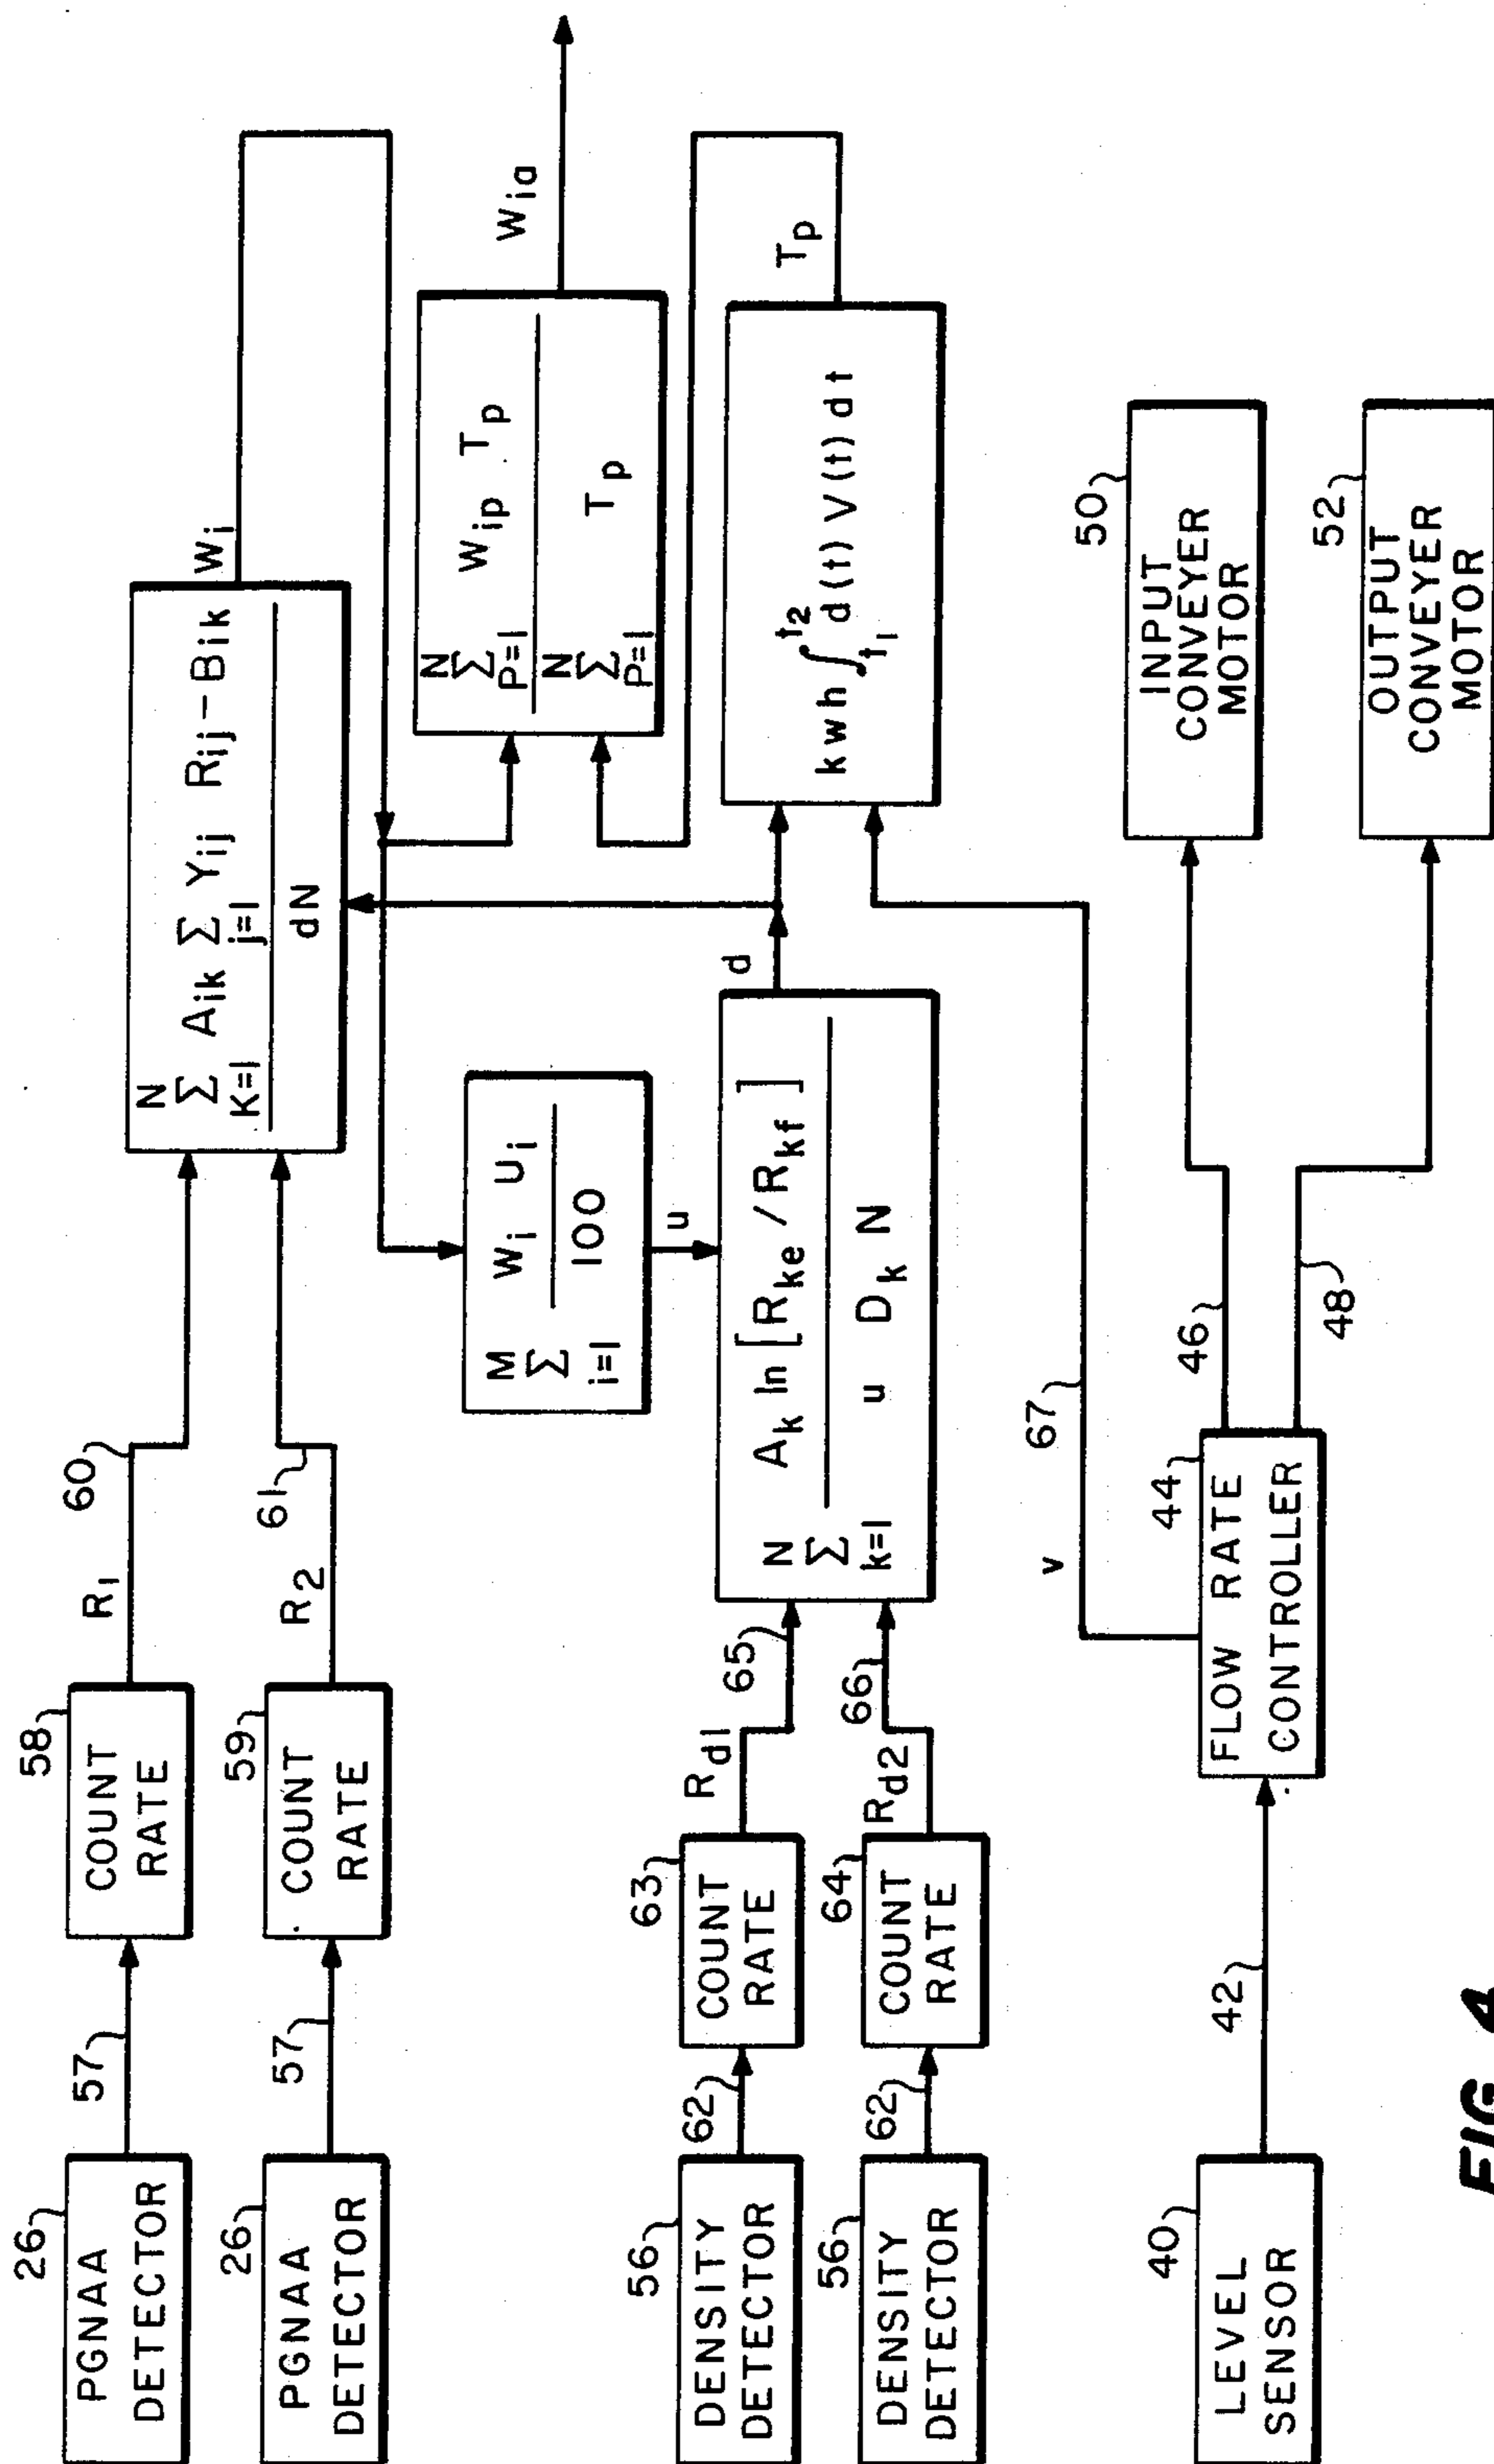 26
PGNAA
DETECTOR
57
58
COUNT
RATE
R1
60
N
Σ Aik Σ Yij Rij-Bik
K=1 j=1
dN
Wi
26
PGNAA
DETECTOR
57
59
COUNT
RATE
R2
61
M
Σ Wi Ui
i=1 100
u
N
Σ Wip Tp
P=1
N
Σ Tp
P=1
Wia
56
DENSITY
DETECTOR
62
63
COUNT
RATE
Rd1
65
N
Σ Ak ln [Rke / Rkf]
k=1 u Dk N
d
kwh ∫t1t2 d(t) V(t) dt
Tp
56
DENSITY
DETECTOR
62
64
COUNT
RATE
Rd2
66
40
LEVEL
SENSOR
42
44
FLOW RATE
CONTROLLER
v
67
46
48
50
INPUT
CONVEYER
MOTOR
52
OUTPUT
CONVEYER
MOTOR
FIG. 4